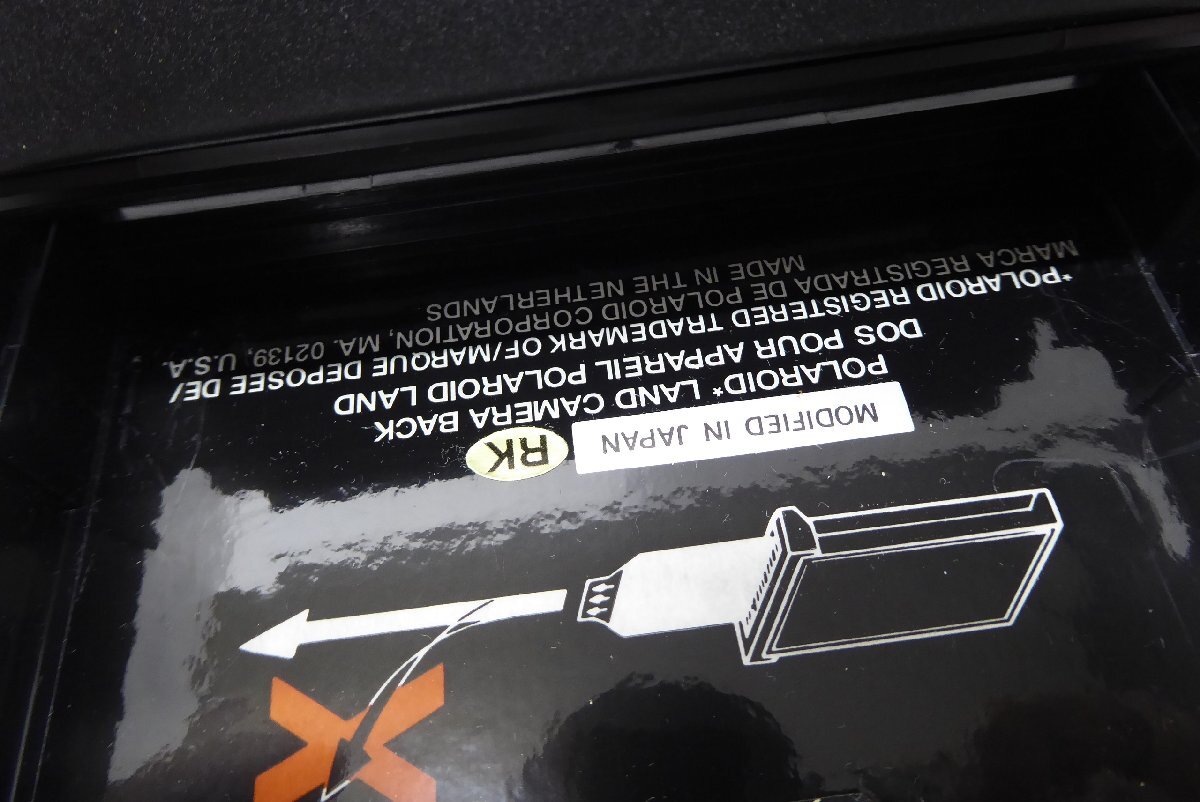 MODIFIED IN JAPAN
RK
POLAROID* LAND CAMERA BACK
DOS POUR APPAREIL POLAROID LAND
*POLAROID REGISTERED TRADEMARK OF/MARQUE DEPOSEE DE/
MARCA REGISTRADA DE POLAROID CORPORATION, MA. 02139, U.S.A.
MADE IN THE NETHERLANDS